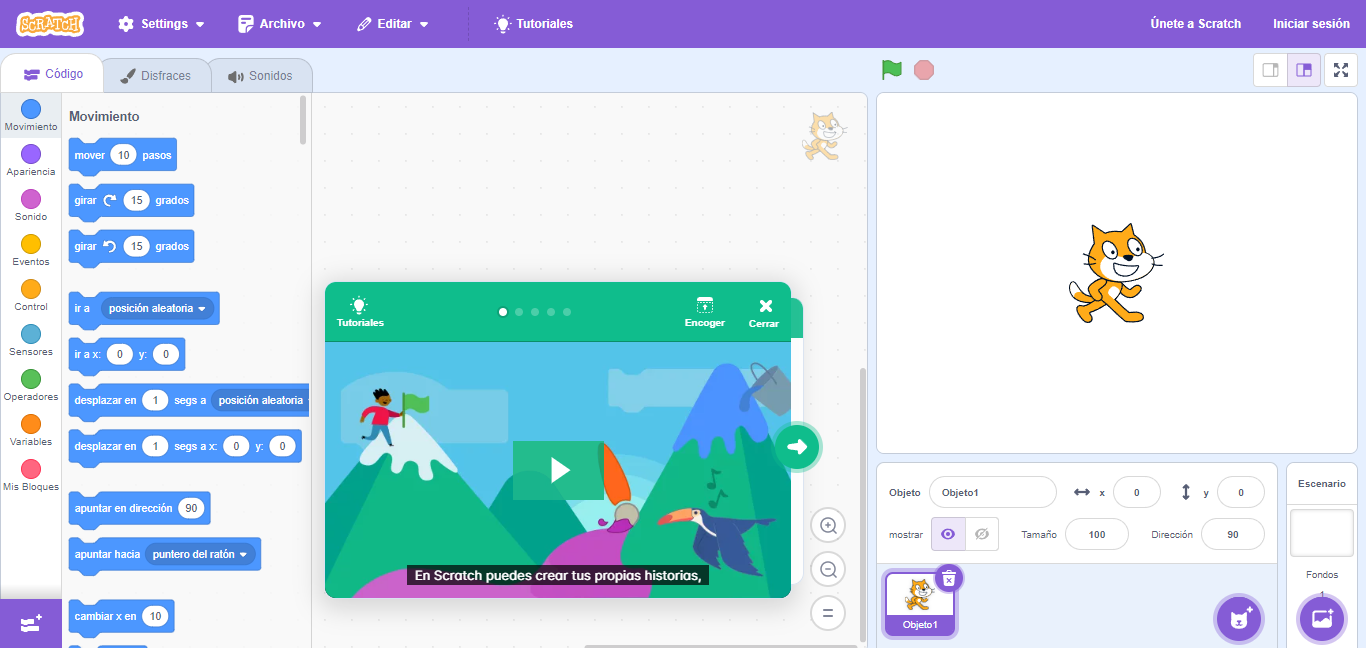 SCRATCH
Settings
Archivo
Editar
Tutoriales
Únete a Scratch
Iniciar sesión
Código
Disfraces
Sonidos
Movimiento
Apariencia
Sonido
Eventos
Control
Sensores
Operadores
Variables
Mis Bloques
Movimiento
mover 10 pasos
girar 15 grados
girar 15 grados
ir a posición aleatoria
ir a x: 0 y: 0
desplazar en 1 segs a posición aleatoria
desplazar en 1 segs a x: 0 y: 0
apuntar en dirección 90
apuntar hacia puntero del ratón
cambiar x en 10
Tutoriales
Encoger
Cerrar
En Scratch puedes crear tus propias historias,
Objeto Objeto1 x 0 y 0
mostrar Tamaño 100 Dirección 90
Objeto1
Escenario
Fondos
1